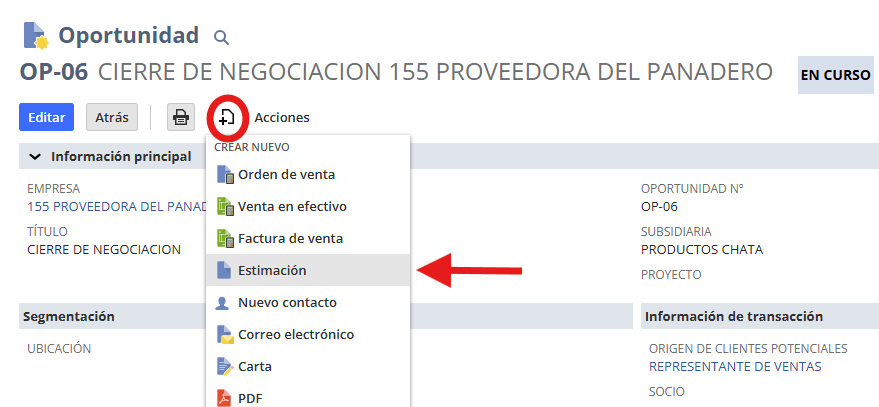 Oportunidad
OP-06 CIERRE DE NEGOCIACION 155 PROVEEDORA DEL PANADERO EN CURSO
Editar Atrás Acciones
CREAR NUEVO
Información principal
Orden de venta
Venta en efectivo
Factura de venta
Estimación
Nuevo contacto
Correo electrónico
Carta
PDF
EMPRESA
155 PROVEEDORA DEL
TÍTULO
CIERRE DE NEGOCIACION
OPORTUNIDAD Nº
OP-06
SUBSIDIARIA
PRODUCTOS CHATA
PROYECTO
Segmentación
UBICACIÓN
Información de transacción
ORIGEN DE CLIENTES POTENCIALES
REPRESENTANTE DE VENTAS
SOCIO